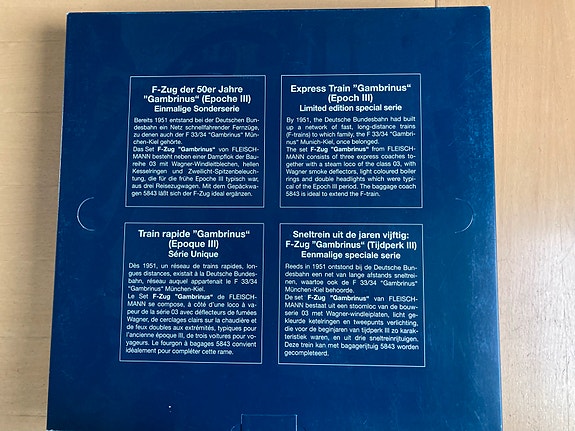 F-Zug der 50er Jahre
"Gambrinus“ (Epoche III)
Einmalige Sonderserie
Bereits 1951 entstand bei der Deutschen Bun-
desbahn ein Netz schnellfahrender Fernzüge,
zu denen auch der F 33/34 "Gambrinus“ Mün-
chen-Kiel gehörte.
Das Set F-Zug "Gambrinus“ von FLEISCH-
MANN besteht neben einer Dampflok der Bau-
reihe 03 mit Wagner-Windleitblechen, hellen
Kesselringen und Zweilicht-Spitzenbeleuch-
tung, die für die frühe Epoche III typisch war,
aus drei Reisezugwagen. Mit dem Gepäckwa-
gen 5843 läßt sich der F-Zug ideal ergänzen.
Express Train "Gambrinus“
(Epoch III)
Limited edition special serie
By 1951, the Deutsche Bundesbahn had built
up a network of fast, long-distance trains
(F-trains) to which family, the F 33/34 "Gambri-
nus“ Munich-Kiel, once belonged.
The set F-Zug "Gambrinus“ from FLEISCH-
MANN consists of three express coaches to-
gether with a steam loco of the class 03, with
Wagner smoke deflectors, light coloured boiler
rings and double headlights which were typi-
cal of the Epoch III period. The baggage coach
5843 is ideal to extend the F-train.
Train rapide "Gambrinus“
(Epoque III)
Série Unique
Dès 1951, un réseau de trains rapides, lon-
gues distances, existait à la Deutsche Bundes-
bahn, réseau auquel appartenait le F 33/34
"Gambrinus“ München-Kiel.
Le Set F-Zug "Gambrinus“ de FLEISCH-
MANN se compose, à côté d'une loco à va-
peur de la série 03 avec déflecteurs de fumées
Wagner, de cerclages clairs sur la chaudière et
de feux doubles aux extrémités, typiques pour
l'ancienne époque III, de trois voitures pour vo-
yageurs. Le fourgon à bagages 5843 convient
idéalement pour compléter cette rame.
Sneltrein uit de jaren vijftig:
F-Zug "Gambrinus“ (Tijdperk III)
Eenmalige speciale serie
Reeds in 1951 ontstond bij de Deutsche Bun-
desbahn een net van lange afstands sneltrei-
nen, waartoe ook de F 33/34 "Gambrinus“
München-Kiel behoorde.
De set F-Zug "Gambrinus“ van FLEISCH-
MANN bestaat uit een stoomloc van de bouw-
serie 03 met Wagner-windleiplaten, licht ge-
kleurde ketelringen en tweepunts verlichting,
die voor de beginjaren van tijdperk III zo karak-
teristiek waren, en uit drie sneltreinrijtuigen.
Deze trein kan met bagagerijtuig 5843 worden
gecompleteerd.